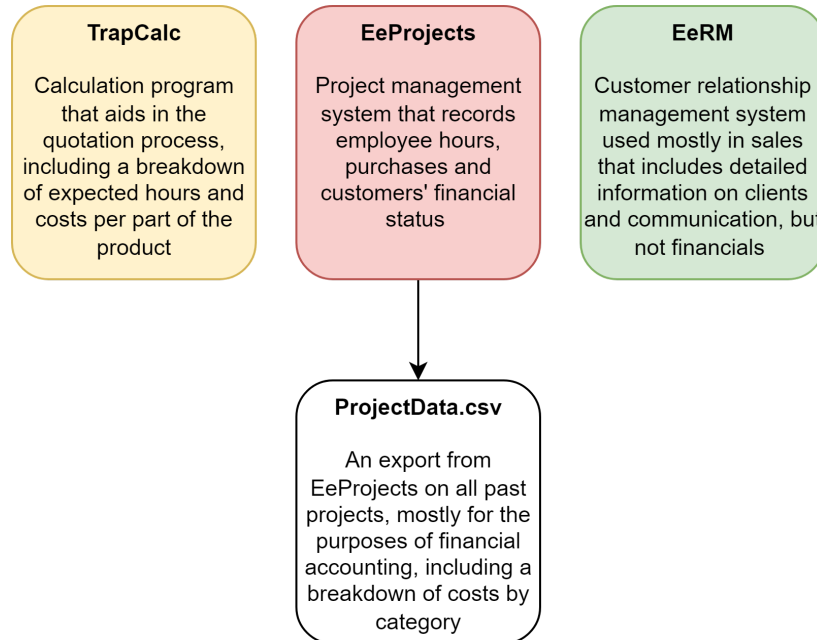 TrapCalc
Calculation program
that aids in the
quotation process,
including a breakdown
of expected hours and
costs per part of the
product
EeProjects
Project management
system that records
employee hours,
purchases and
customers' financial
status
EeRM
Customer relationship
management system
used mostly in sales
that includes detailed
information on clients
and communication, but
not financials
ProjectData.csv
An export from
EeProjects on all past
projects, mostly for the
purposes of financial
accounting, including a
breakdown of costs by
category